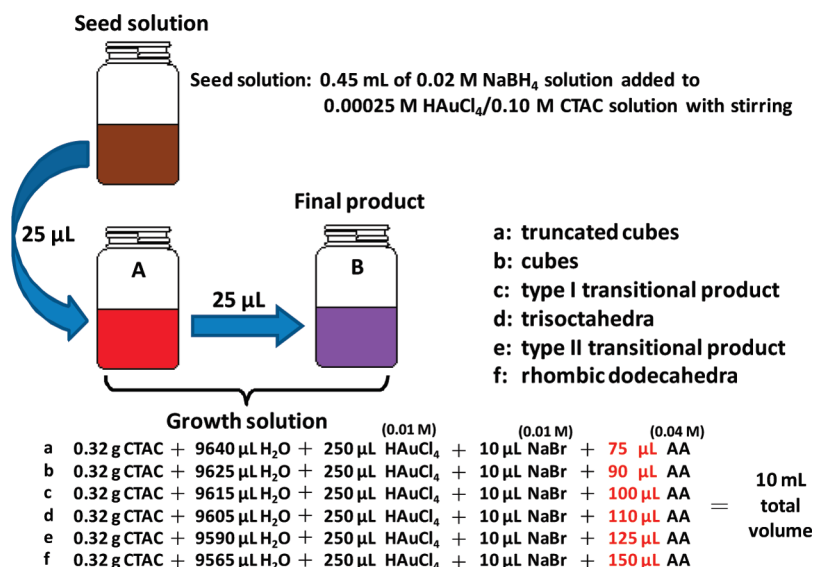 Seed solution
Seed solution: 0.45 mL of 0.02 M NaBH₄ solution added to
0.00025 M HAuCl₄/0.10 M CTAC solution with stirring
25 µL
Final product
A
25 µL
B
a: truncated cubes
b: cubes
c: type I transitional product
d: trisoctahedra
e: type II transitional product
f: rhombic dodecahedra
Growth solution
(0.01 M) (0.01 M) (0.04 M)
a 0.32 g CTAC + 9640 µL H₂O + 250 µL HAuCl₄ + 10 µL NaBr + 75 µL AA
b 0.32 g CTAC + 9625 µL H₂O + 250 µL HAuCl₄ + 10 µL NaBr + 90 µL AA
c 0.32 g CTAC + 9615 µL H₂O + 250 µL HAuCl₄ + 10 µL NaBr + 100 µL AA
d 0.32 g CTAC + 9605 µL H₂O + 250 µL HAuCl₄ + 10 µL NaBr + 110 µL AA
e 0.32 g CTAC + 9590 µL H₂O + 250 µL HAuCl₄ + 10 µL NaBr + 125 µL AA
f 0.32 g CTAC + 9565 µL H₂O + 250 µL HAuCl₄ + 10 µL NaBr + 150 µL AA
= 10 mL
total
volume